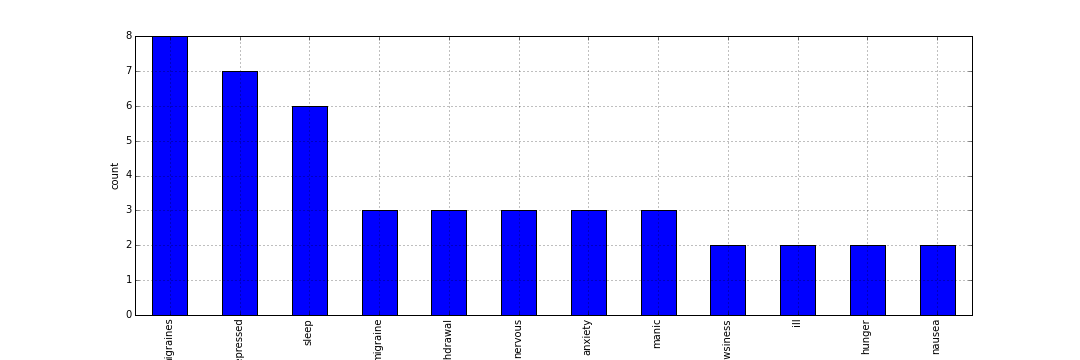 8
7
6
5
4
3
2
1
0
count
igraines
epressed
sleep
migraine
hdrawal
nervous
anxiety
manic
wsiness
ill
hunger
nausea